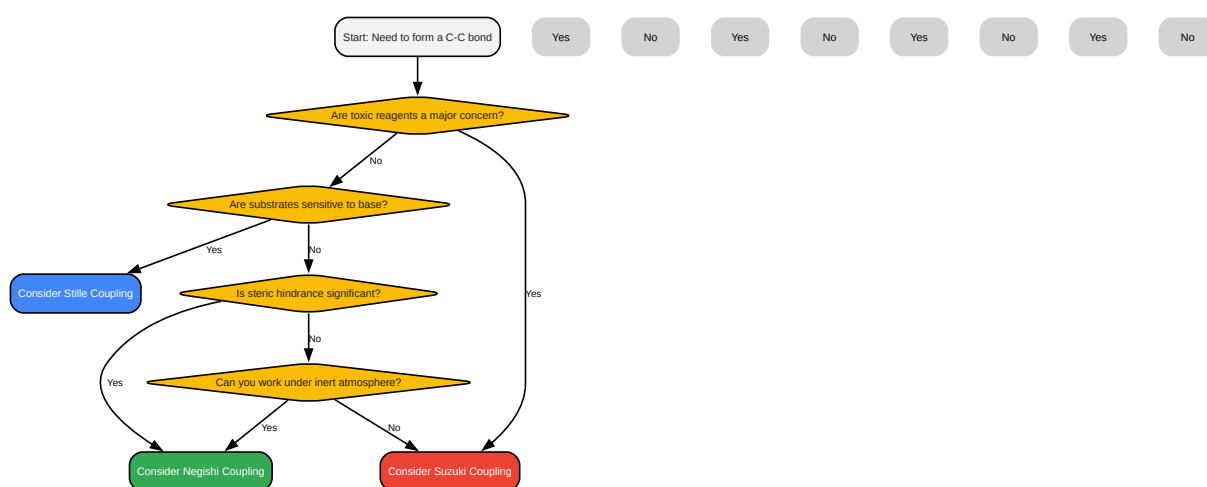 Start: Need to form a C-C bond
Yes
No
Yes
No
Yes
No
Yes
No
Are toxic reagents a major concern?
No
Are substrates sensitive to base?
Yes
No
Consider Stille Coupling
Is steric hindrance significant?
Yes
No
Yes
Can you work under inert atmosphere?
Yes
No
Consider Negishi Coupling
Consider Suzuki Coupling